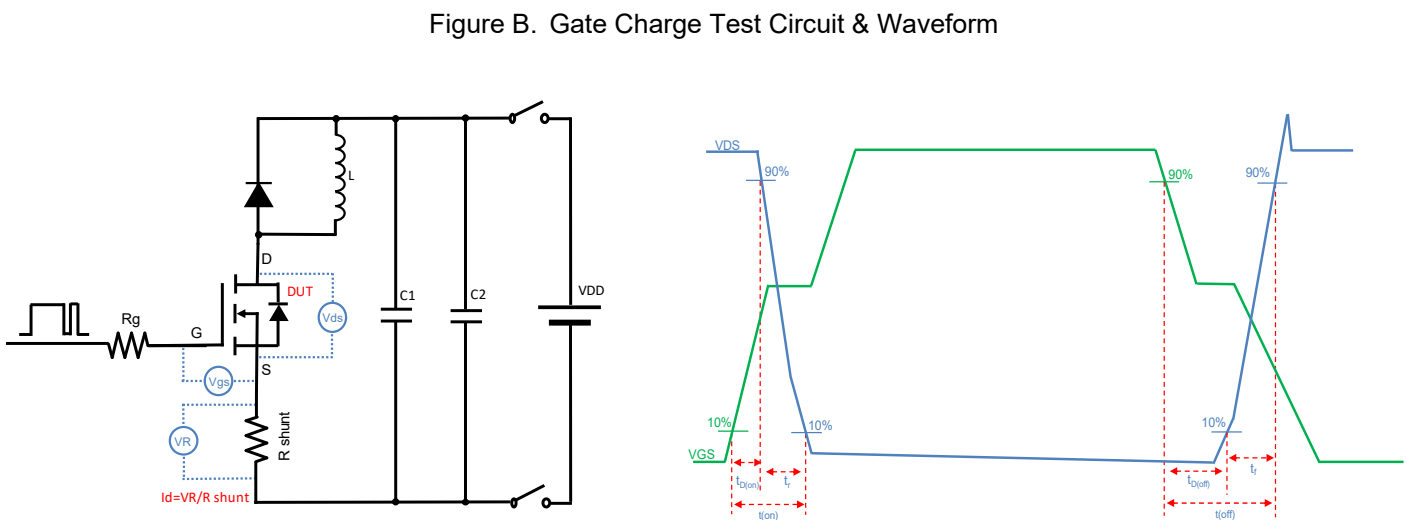 Figure B. Gate Charge Test Circuit & Waveform
L
D
DUT
Vds
C1
C2
VDD
Rg
G
S
Vgs
VR
R shunt
Id=VR/R shunt
VDS
90%
90%
90%
10%
10%
10%
VGS
tD(on)
tr
t(on)
tD(off)
tf
t(off)